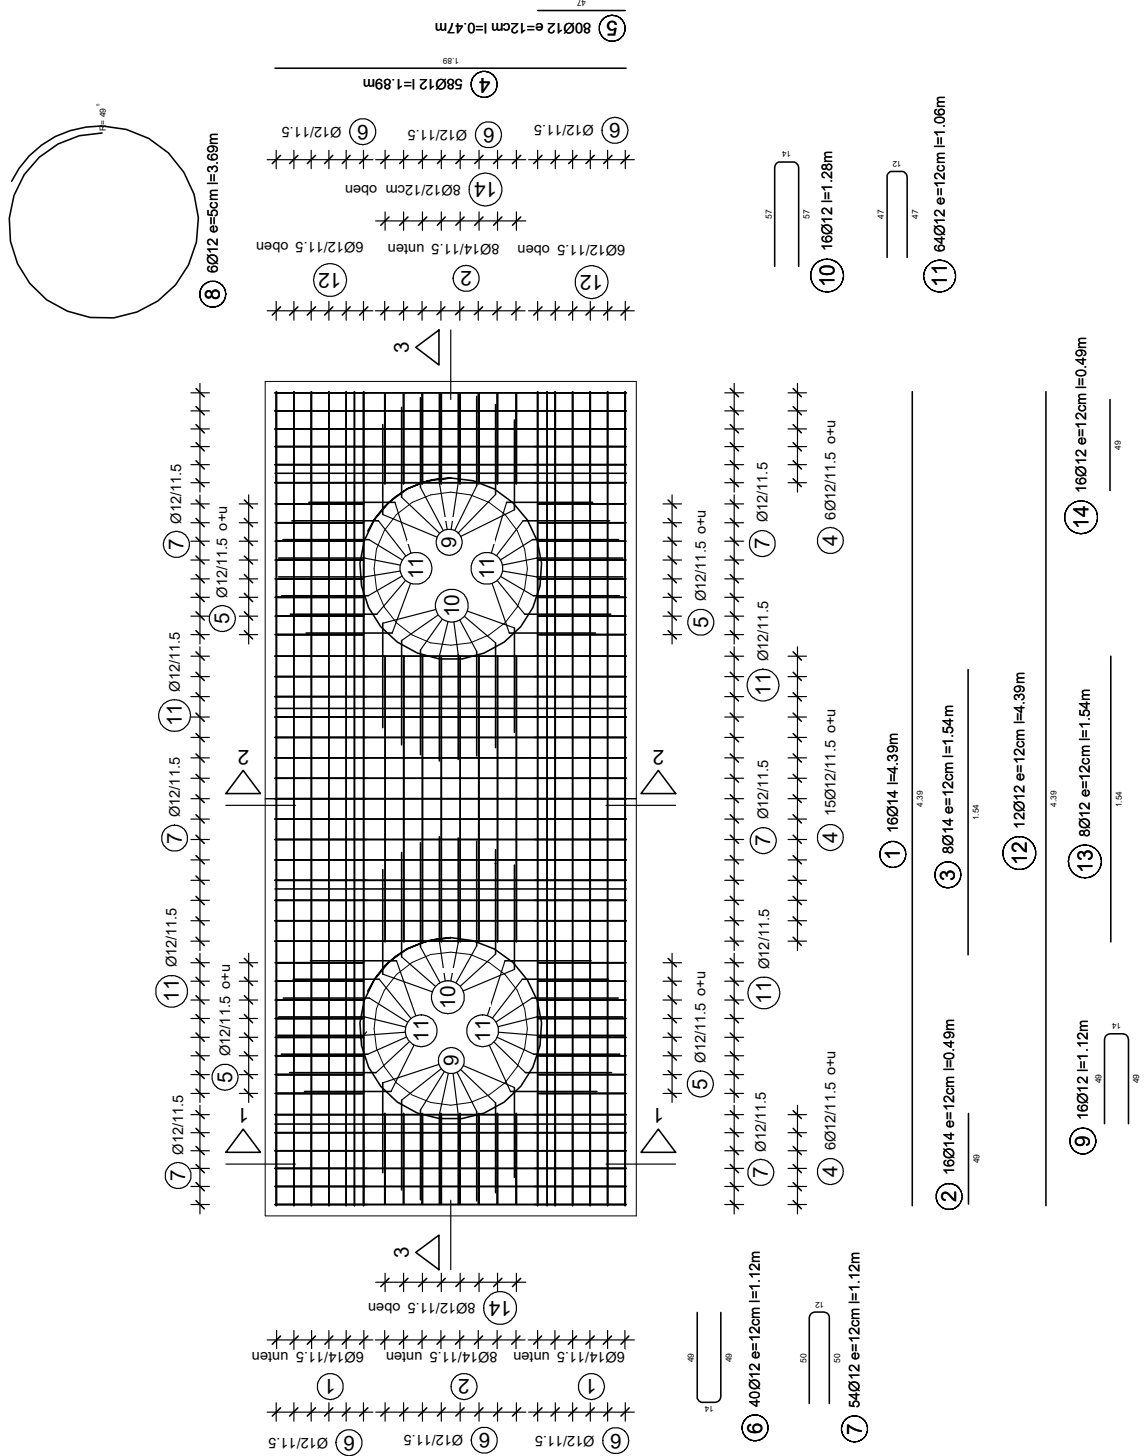 47
5 80Ø12 e=12cm l=0.47m
1.89
4 58Ø12 l=1.89m
R= 49
8 6Ø12 e=5cm l=3.69m
Ø12/11.5 6
Ø12/11.5 6
Ø12/11.5 6
14 8Ø12/12cm oben
6Ø12/11.5 oben
12
8Ø14/11.5 unten
2
6Ø12/11.5 oben
12
14
57
57
10 16Ø12 l=1.28m
12
47
47
11 64Ø12 e=12cm l=1.06m
3
7 Ø12/11.5
5 Ø12/11.5 o+u
11 Ø12/11.5
7 Ø12/11.5
11 Ø12/11.5
5 Ø12/11.5 o+u
7 Ø12/11.5
2
1
9
11
11
10
10
11
11
9
2
1
5 Ø12/11.5 o+u
5 Ø12/11.5 o+u
7 Ø12/11.5
11 Ø12/11.5
7 Ø12/11.5
11 Ø12/11.5
7 Ø12/11.5
4 6Ø12/11.5 o+u
4 15Ø12/11.5 o+u
4 6Ø12/11.5 o+u
1 16Ø14 l=4.39m
4.39
3 8Ø14 e=12cm l=1.54m
1.54
2 16Ø14 e=12cm l=0.49m
49
12 12Ø12 e=12cm l=4.39m
4.39
14 16Ø12 e=12cm l=0.49m
49
13 8Ø12 e=12cm l=1.54m
1.54
9 16Ø12 l=1.12m
14
49
49
3
14 8Ø12/11.5 oben
6Ø14/11.5 unten
1
8Ø14/11.5 unten
2
6Ø14/11.5 unten
1
Ø12/11.5 6
Ø12/11.5 6
Ø12/11.5 6
49
49
14
6 40Ø12 e=12cm l=1.12m
12
50
50
7 54Ø12 e=12cm l=1.12m